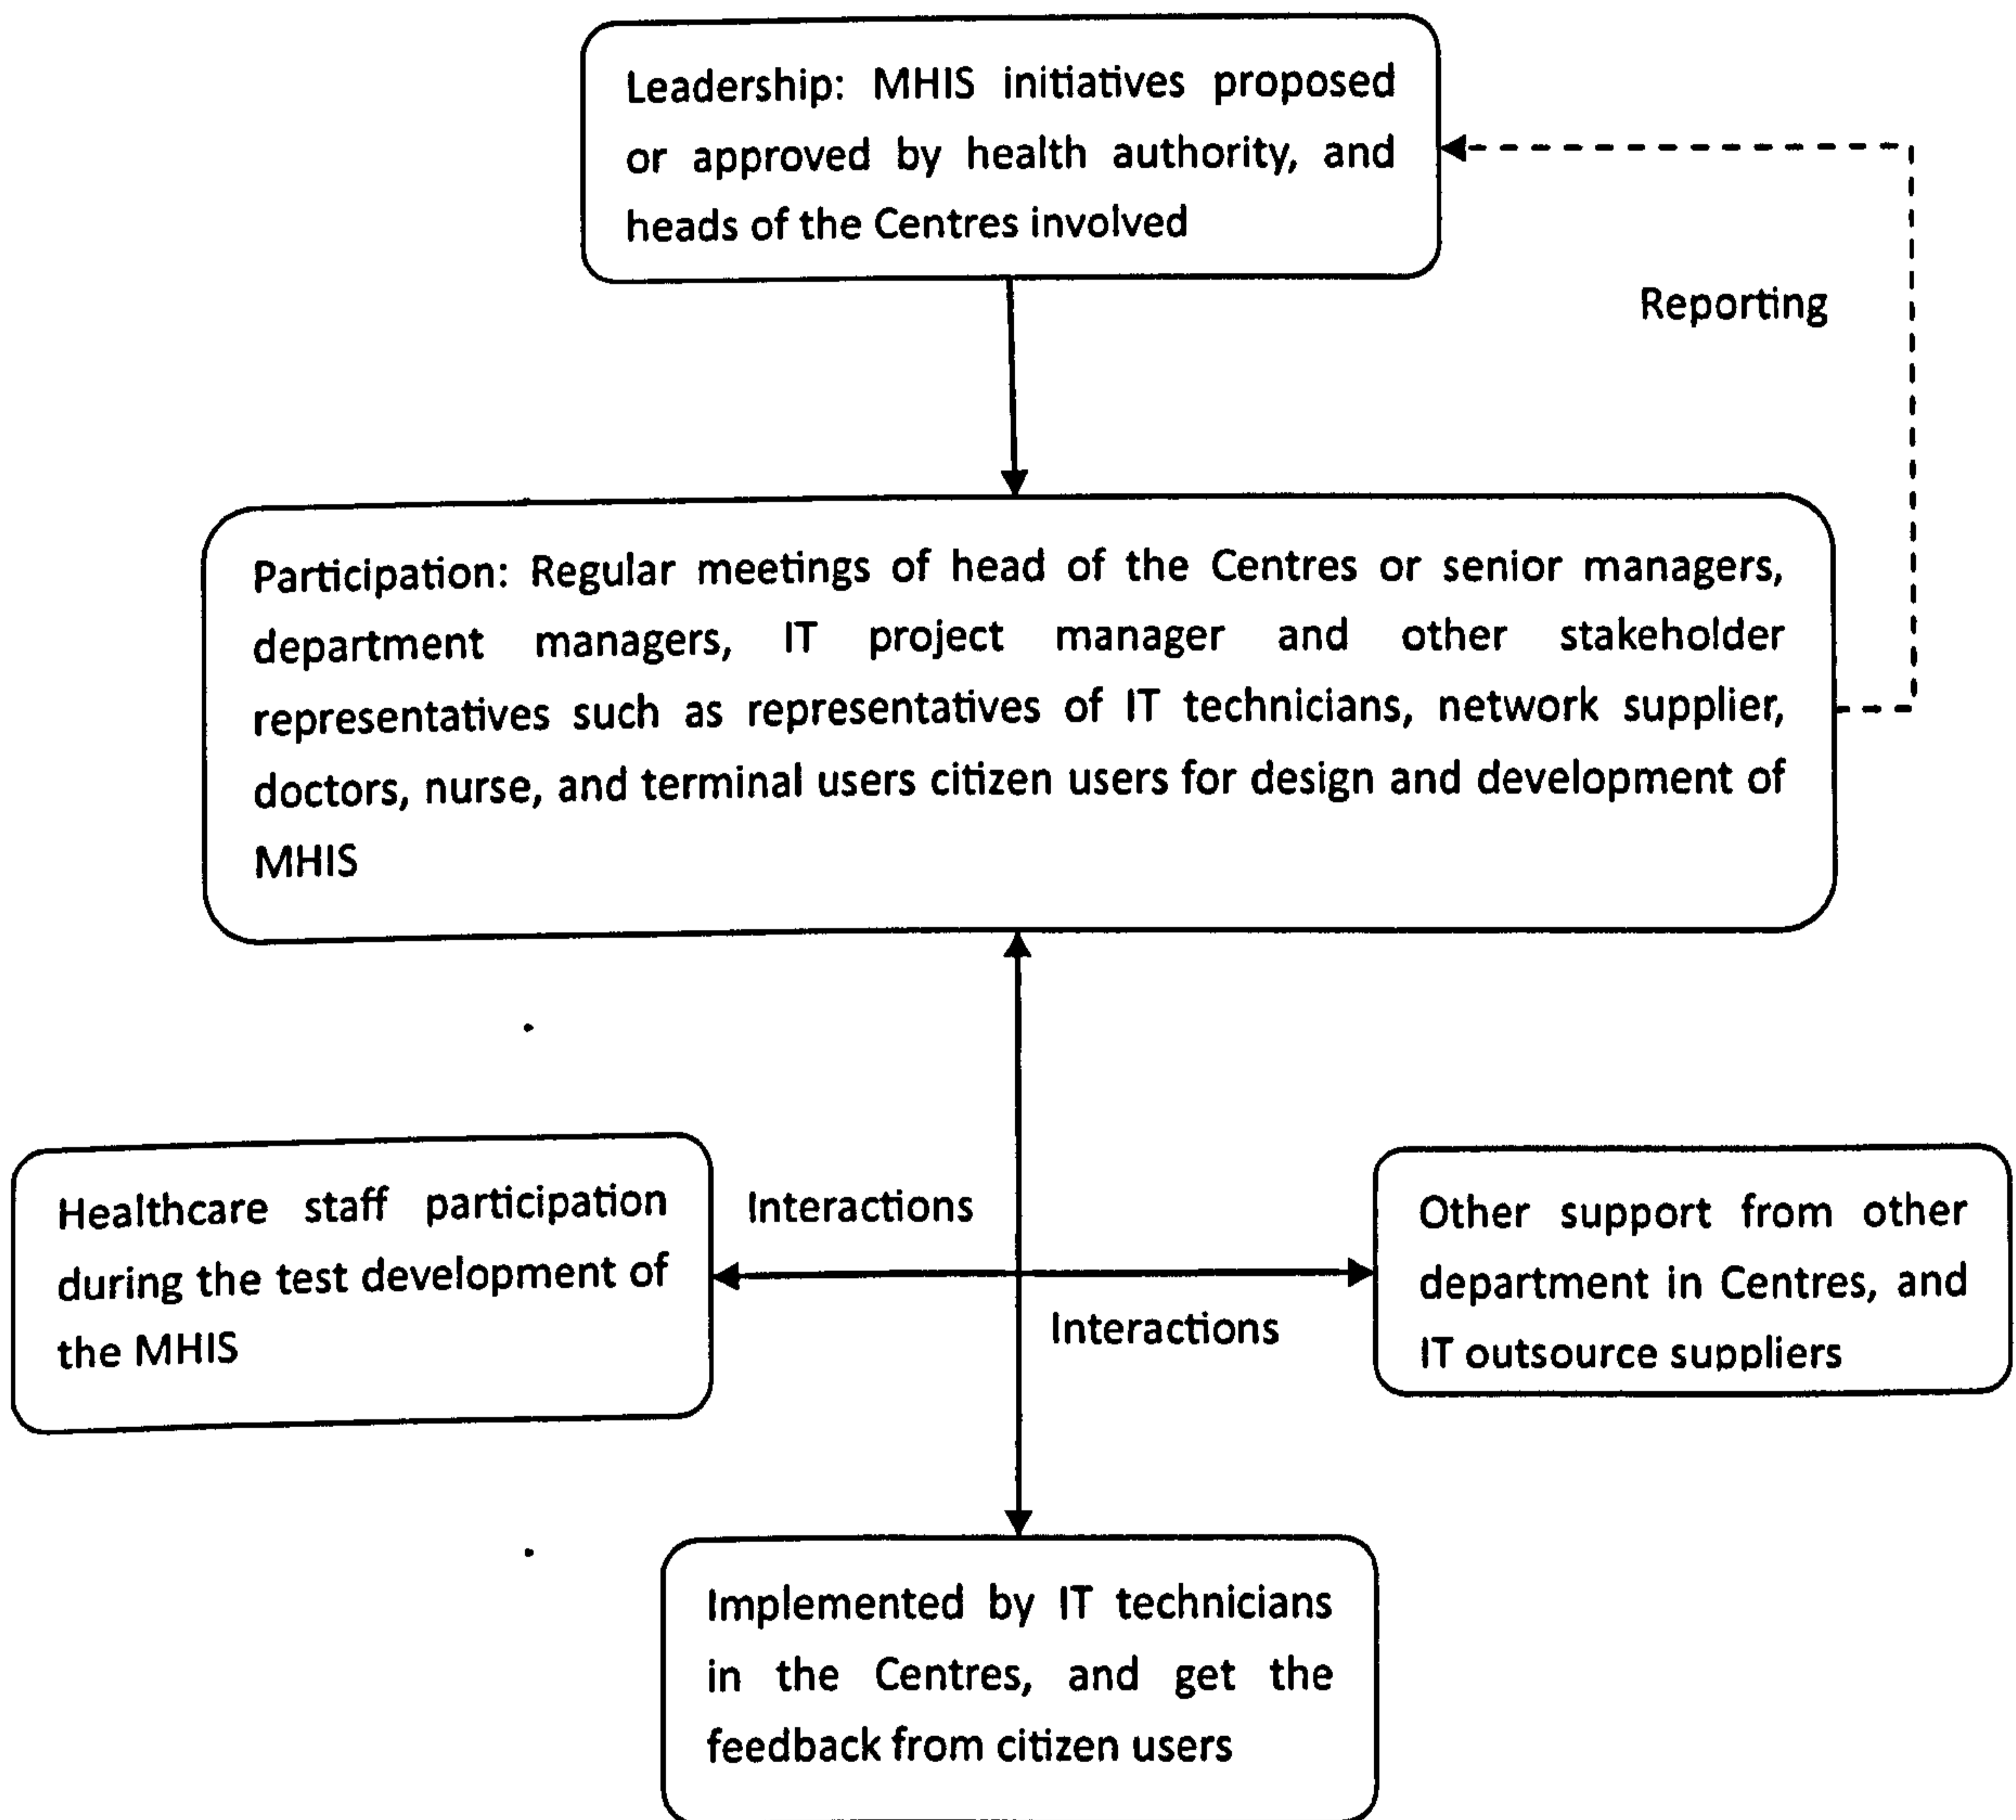 Leadership: MHIS initiatives proposed
or approved by health authority, and
heads of the Centres involved
Reporting
Participation: Regular meetings of head of the Centres or senior managers,
department managers, IT project manager and other stakeholder
representatives such as representatives of IT technicians, network supplier,
doctors, nurse, and terminal users citizen users for design and development of
MHIS
Healthcare staff participation
during the test development of
the MHIS
Interactions
Interactions
Other support from other
department in Centres, and
IT outsource suppliers
Implemented by IT technicians
in the Centres, and get the
feedback from citizen users